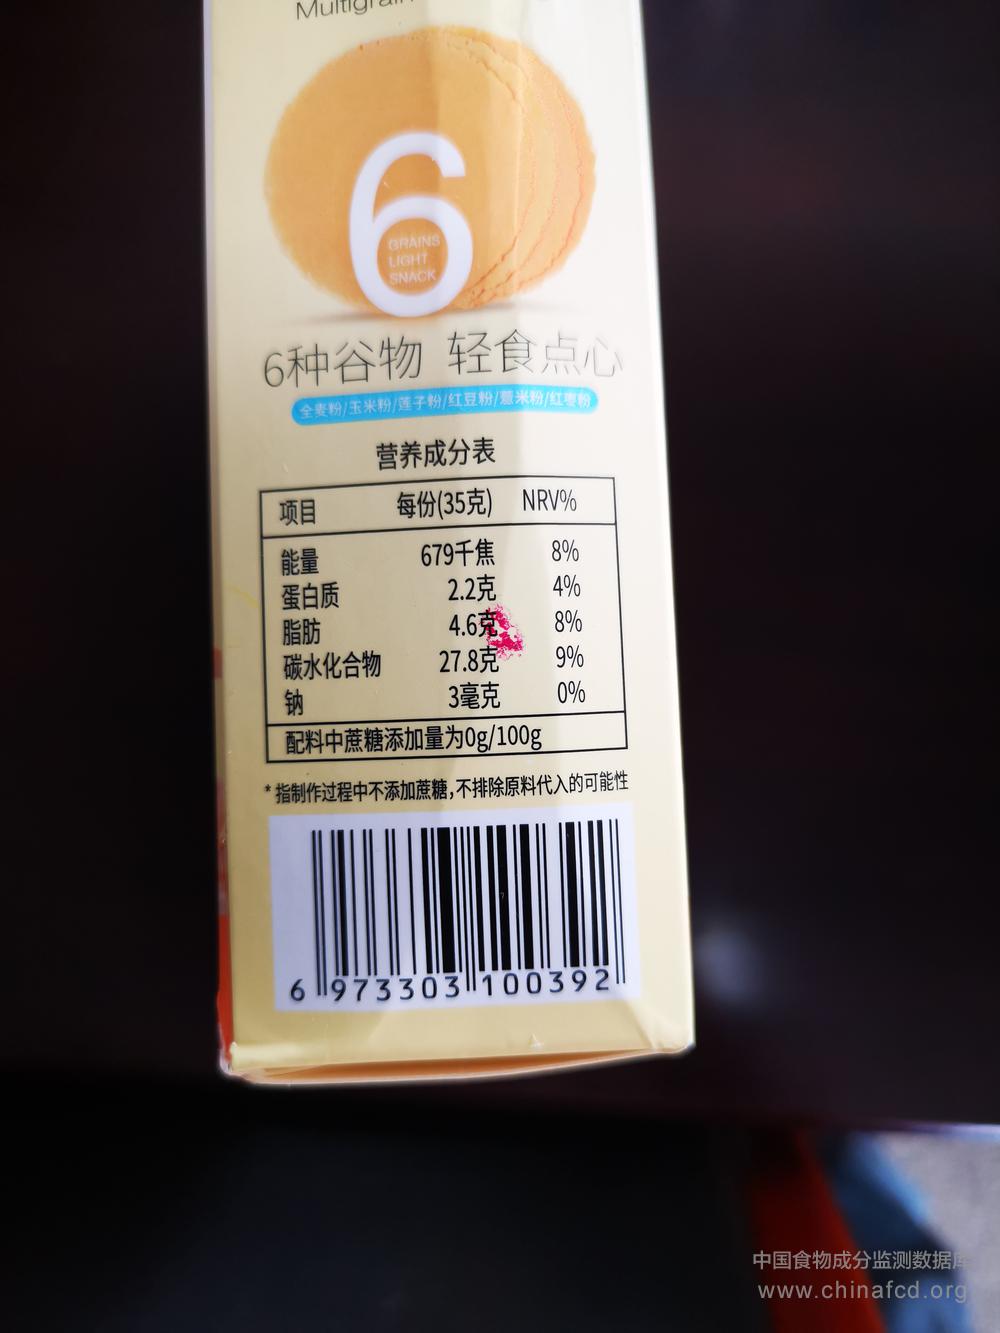 Multigrain
6
GRAINS
LIGHT
SNACK
6种谷物 轻食点心
全麦粉/玉米粉/莲子粉/红豆粉/薏米粉/红枣粉
营养成分表
项目 每份(35克) NRV%
能量 679千焦 8%
蛋白质 2.2克 4%
脂肪 4.6克 8%
碳水化合物 27.8克 9%
钠 3毫克 0%
配料中蔗糖添加量为0g/100g
* 指制作过程中不添加蔗糖,不排除原料代入的可能性
6 973303 100392
中国食物成分监测数据库
www.chinafcd.org